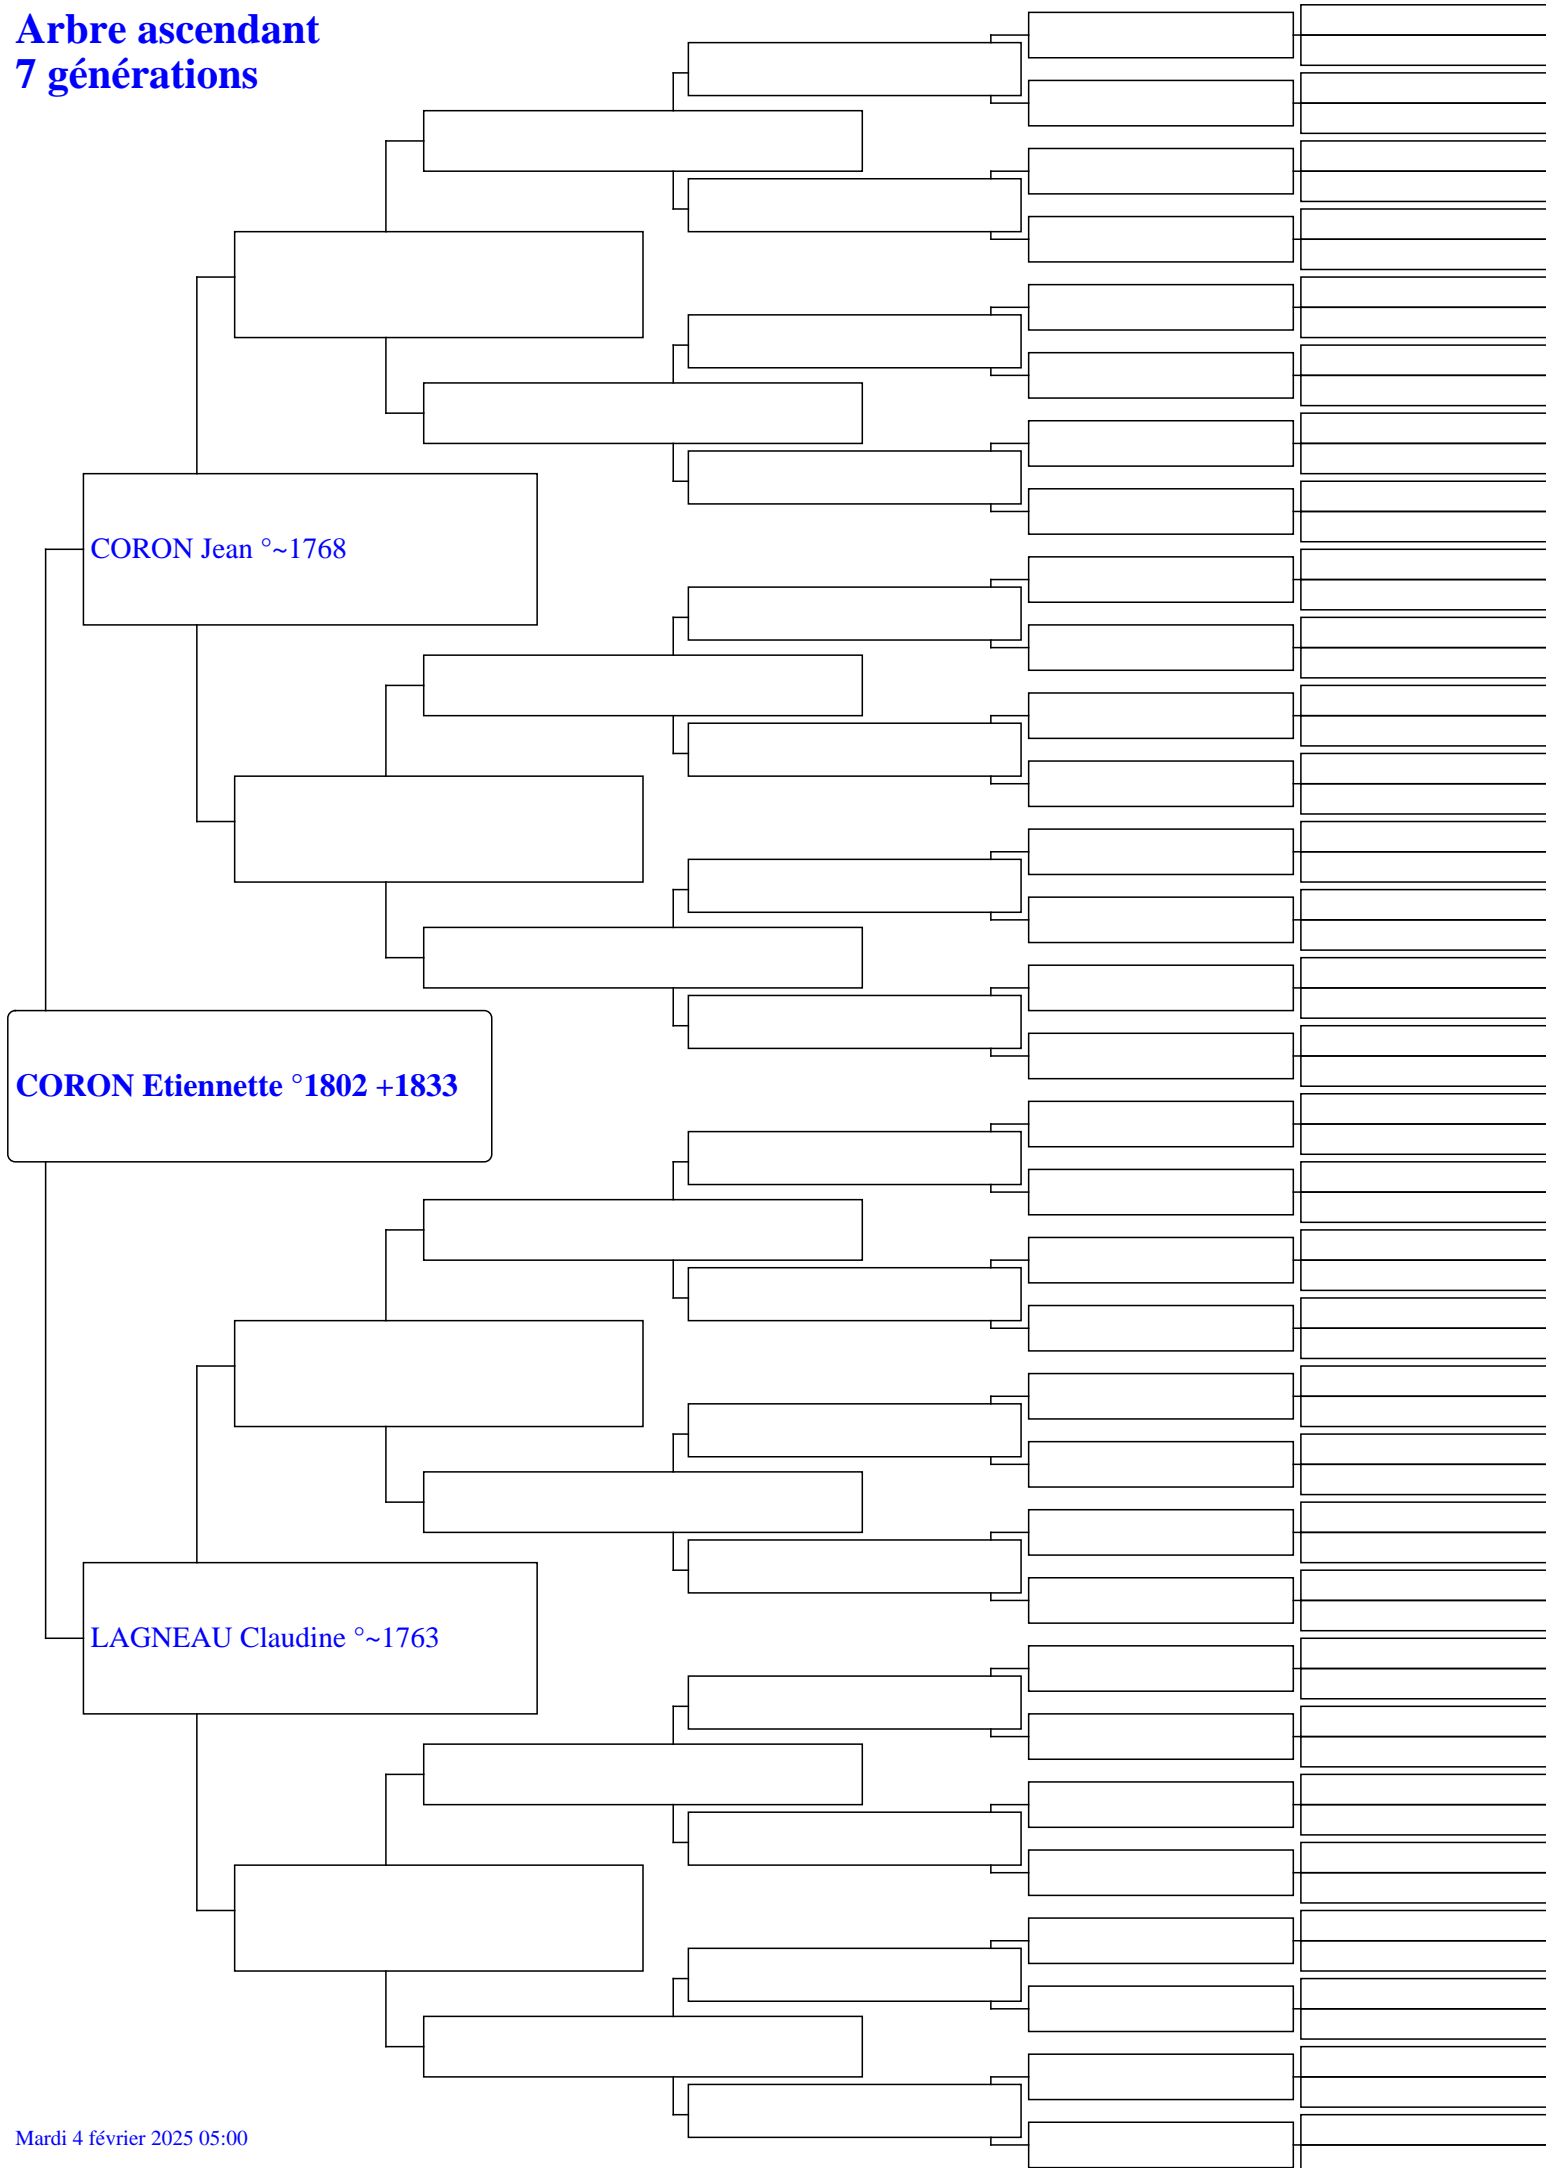 Arbre ascendant
7 générations
CORON Jean °~1768
CORON Etiennette °1802 +1833
LAGNEAU Claudine °~1763
Mardi 4 février 2025 05:00